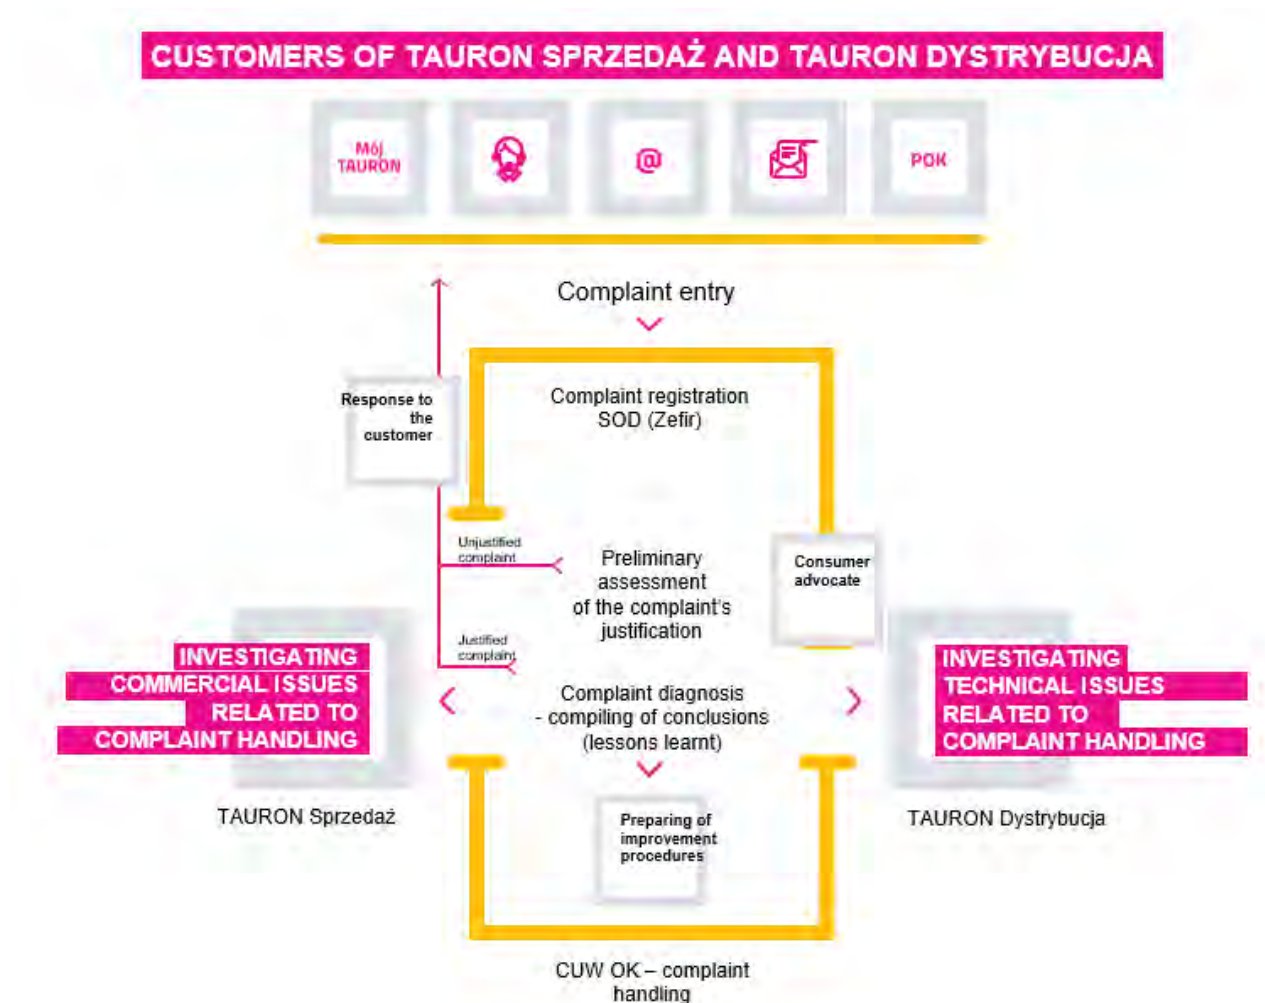 CUSTOMERS OF TAURON SPRZEDAŻ AND TAURON DYSTRYBUCJA
Mój
TAURON
@
POK
Complaint entry
Complaint registration
SOD (Zefir)
Response to
the
customer
Unjustified
complaint
Preliminary
assessment
of the complaint's
justification
Consumer
advocate
Justified
complaint
INVESTIGATING
COMMERCIAL ISSUES
RELATED TO
COMPLAINT HANDLING
Complaint diagnosis
- compiling of conclusions
(lessons learnt)
INVESTIGATING
TECHNICAL ISSUES
RELATED TO
COMPLAINT HANDLING
TAURON Sprzedaż
Preparing of
improvement
procedures
TAURON Dystrybucja
CUW OK – complaint
handling